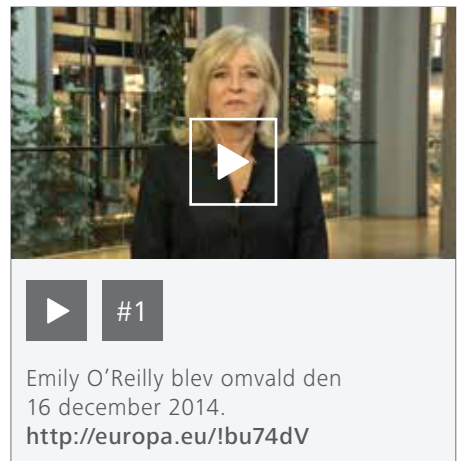 #1
Emily O’Reilly blev omvald den
16 december 2014.
http://europa.eu/!bu74dV